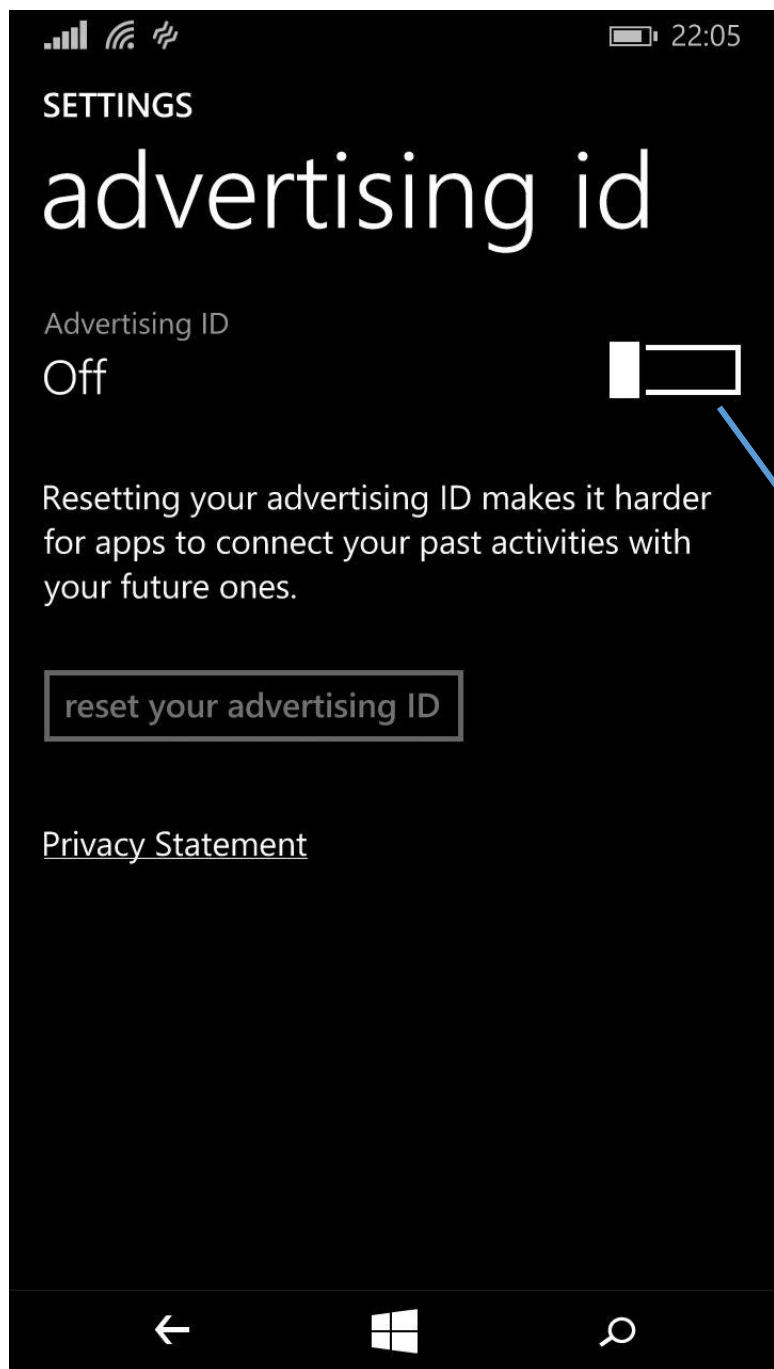 22:05
SETTINGS
advertising id
Advertising ID
Off
Resetting your advertising ID makes it harder
for apps to connect your past activities with
your future ones.
reset your advertising ID
Privacy Statement